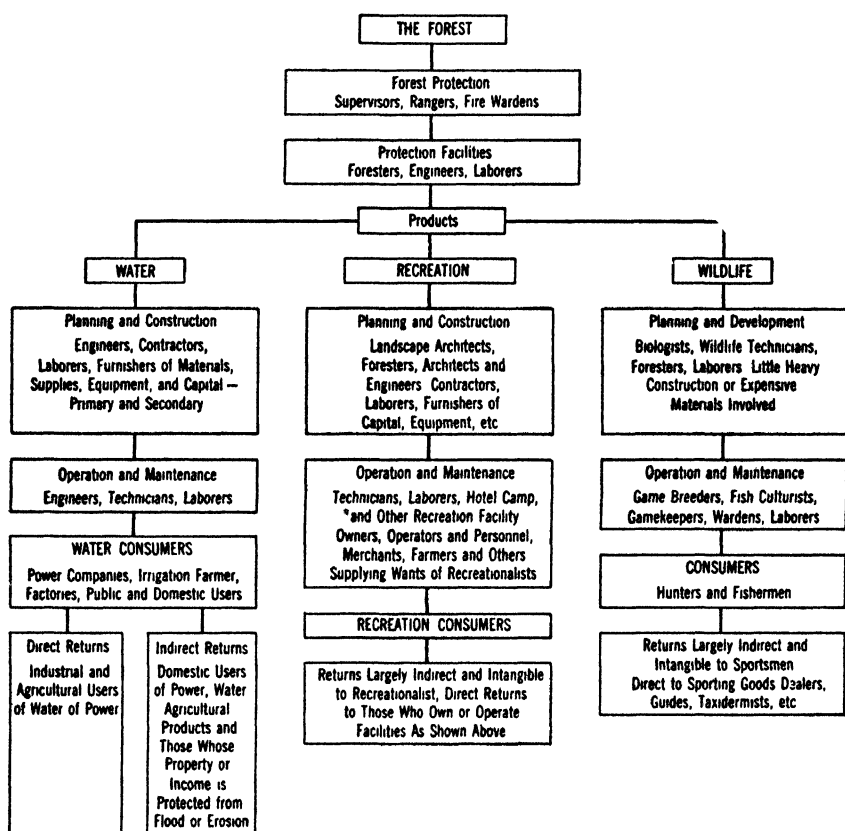 THE FOREST
Forest Protection
Supervisors, Rangers, Fire Wardens
Protection Facilities
Foresters, Engineers, Laborers
Products
WATER
Planning and Construction
Engineers, Contractors,
Laborers, Furnishers of Materials,
Supplies, Equipment, and Capital —
Primary and Secondary
Operation and Maintenance
Engineers, Technicians, Laborers
WATER CONSUMERS
Power Companies, Irrigation Farmer,
Factories, Public and Domestic Users
Direct Returns
Industrial and
Agricultural Users
of Water of Power
Indirect Returns
Domestic Users
of Power, Water
Agricultural
Products and
Those Whose
Property or
Income is
Protected from
Flood or Erosion
RECREATION
Planning and Construction
Landscape Architects,
Foresters, Architects and
Engineers Contractors,
Laborers, Furnishers of
Capital, Equipment, etc
Operation and Maintenance
Technicians, Laborers, Hotel Camp,
*and Other Recreation Facility
Owners, Operators and Personnel,
Merchants, Farmers and Others
Supplying Wants of Recreationalists
RECREATION CONSUMERS
Returns Largely Indirect and Intangible
to Recreationalist, Direct Returns
to Those Who Own or Operate
Facilities As Shown Above
WILDLIFE
Planning and Development
Biologists, Wildlife Technicians,
Foresters, Laborers Little Heavy
Construction or Expensive
Materials Involved
Operation and Maintenance
Game Breeders, Fish Culturists,
Gamekeepers, Wardens, Laborers
CONSUMERS
Hunters and Fishermen
Returns Largely Indirect and
Intangible to Sportsmen
Direct to Sporting Goods Dealers,
Guides, Taxidermists, etc